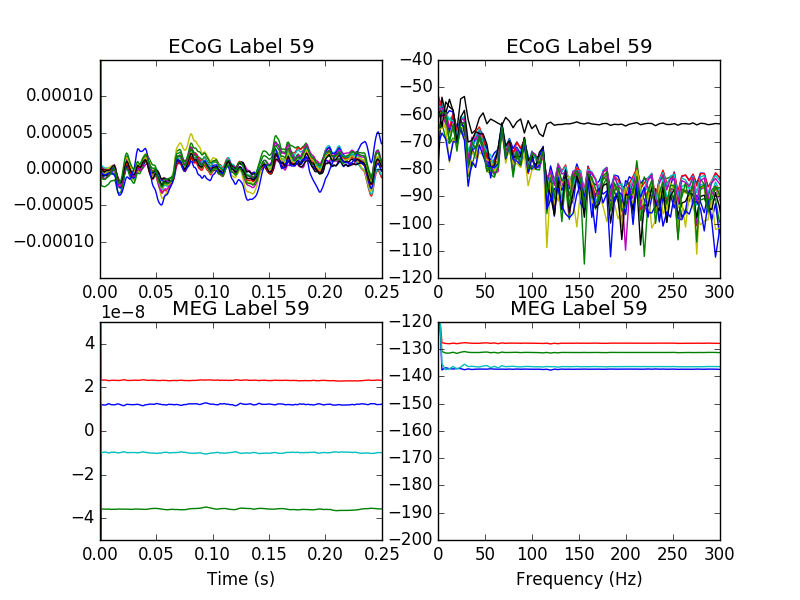 ECoG Label 59
0.00010
0.00005
0.00000
−0.00005
−0.00010
0.00 0.05 0.10 0.15 0.20 0.25
ECoG Label 59
−40
−50
−60
−70
−80
−90
−100
−110
−120
0 50 100 150 200 250 300
1e−8
MEG Label 59
4
2
0
−2
−4
0.00 0.05 0.10 0.15 0.20 0.25
Time (s)
MEG Label 59
−120
−130
−140
−150
−160
−170
−180
−190
−200
0 50 100 150 200 250 300
Frequency (Hz)